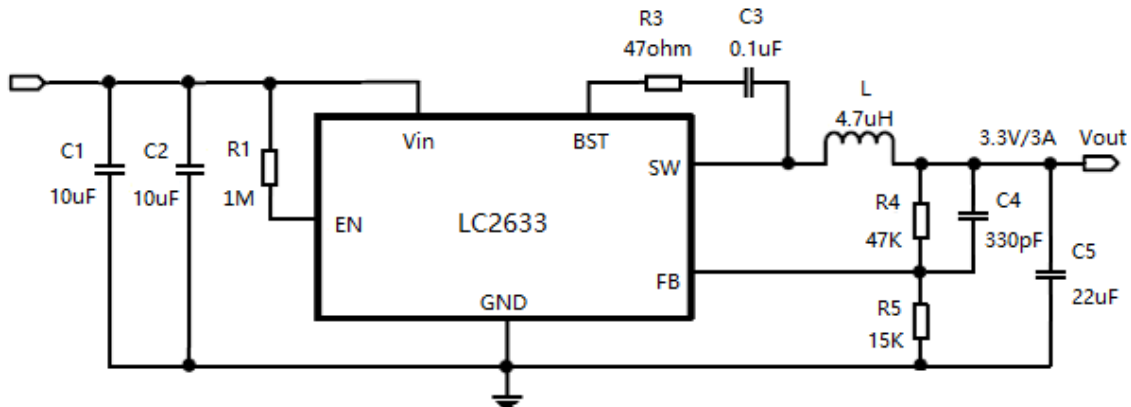 R3
47ohm
C3
0.1uF
L
4.7uH
3.3V/3A
Vout
C1
10uF
C2
10uF
R1
1M
Vin
BST
SW
EN
LC2633
FB
GND
R4
47K
C4
330pF
C5
22uF
R5
15K